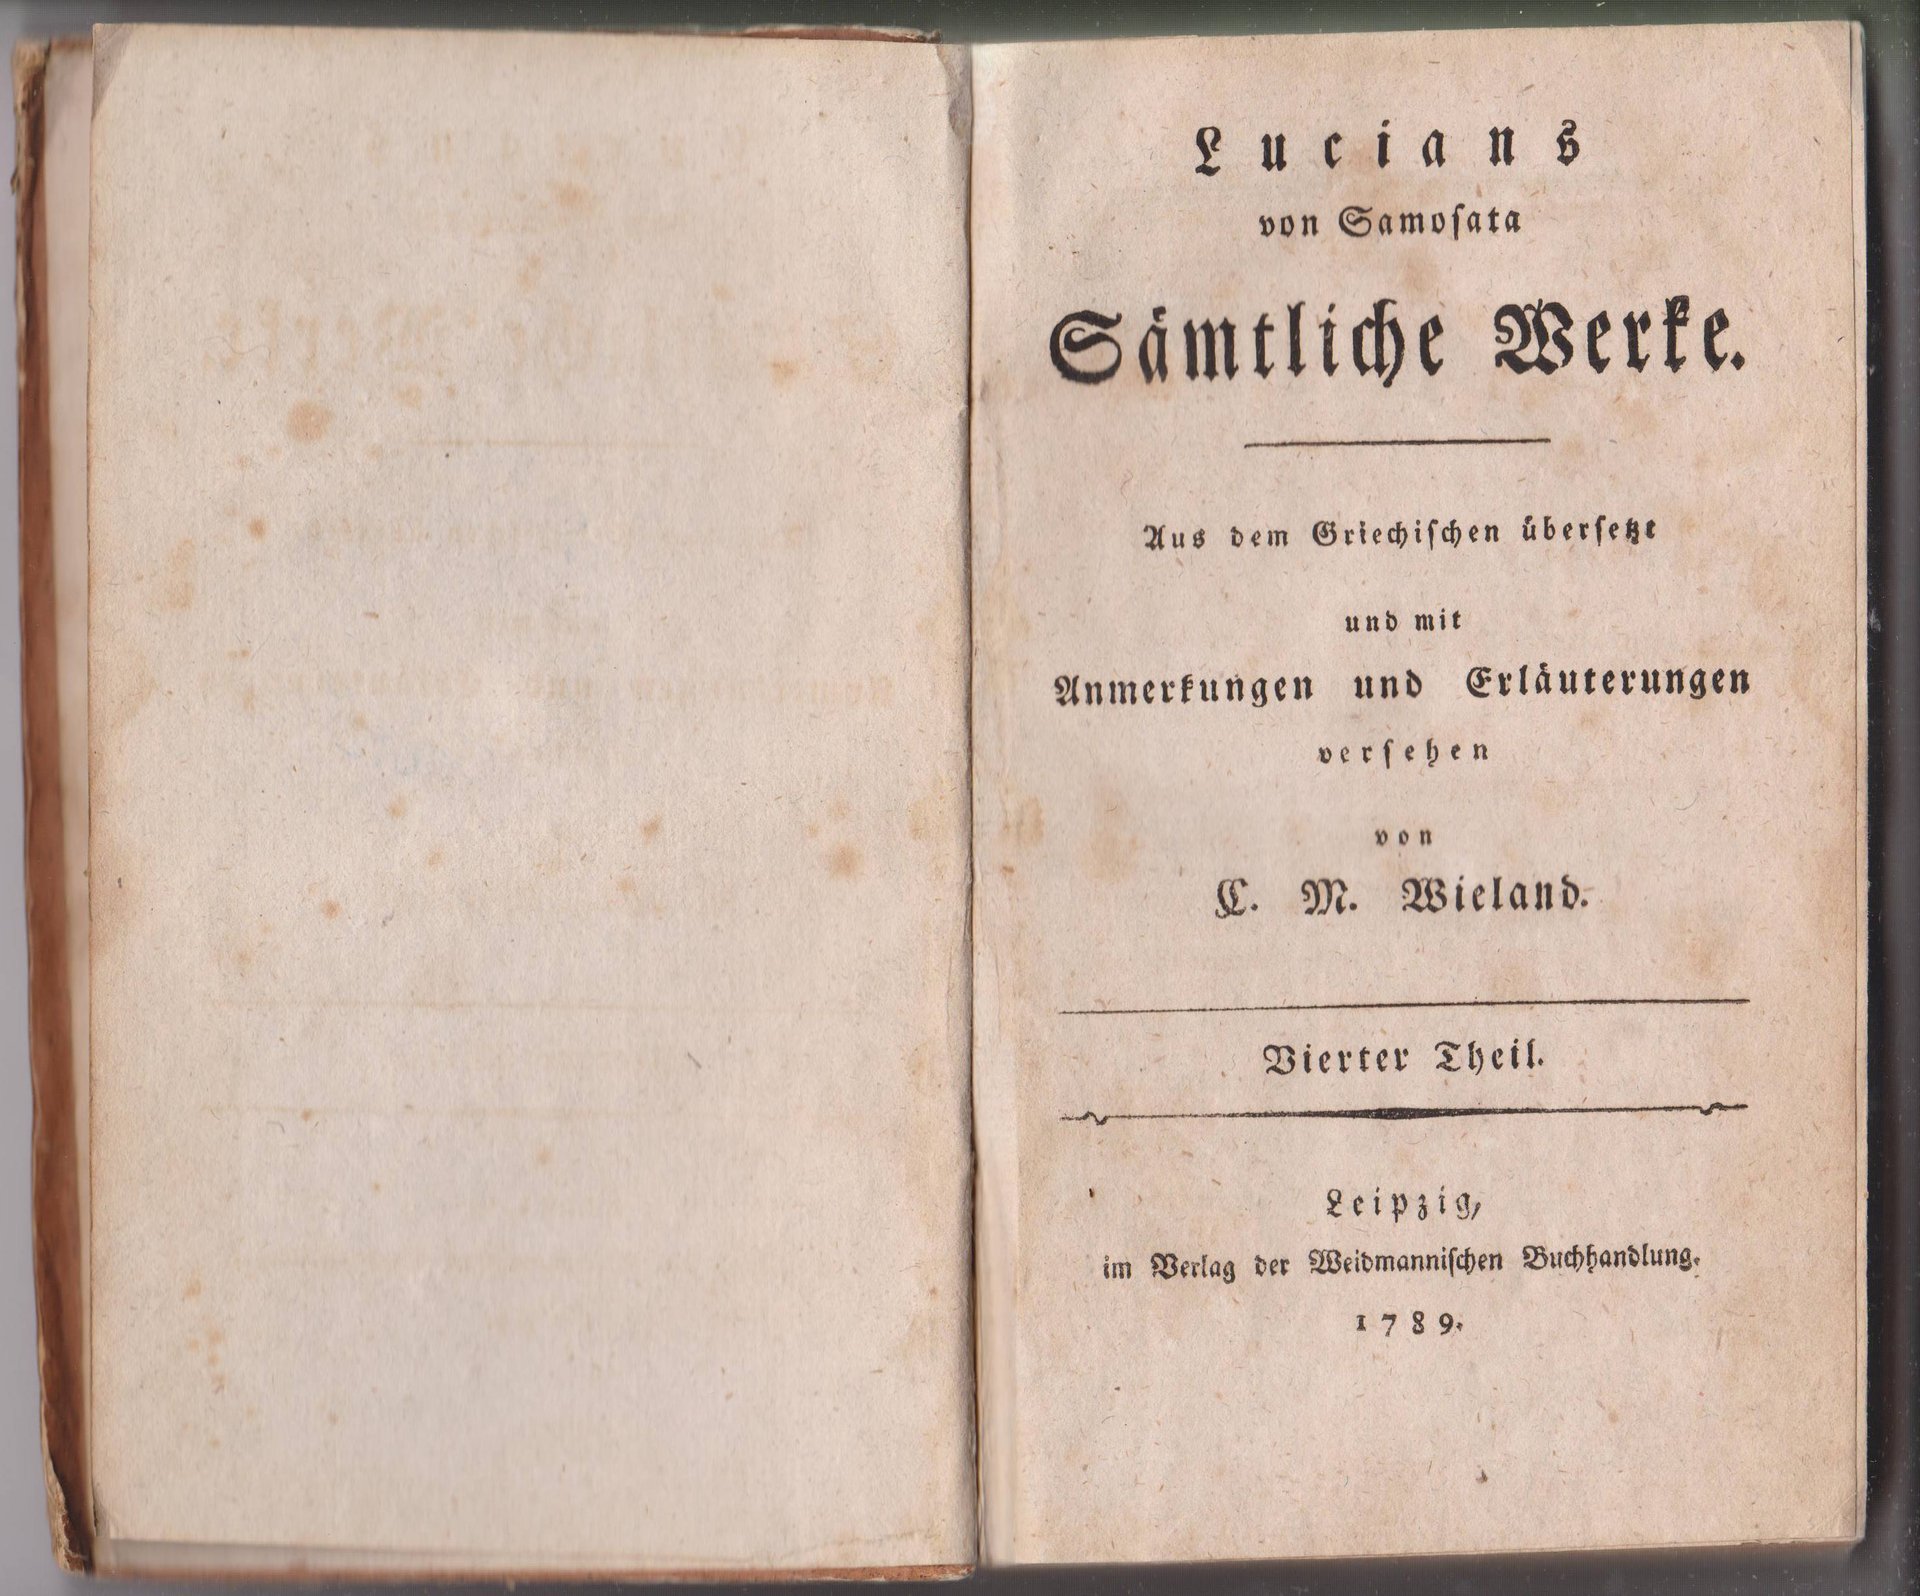 Lucians
von Samoſata
Sämtliche Werke.
Aus dem Griechiſchen überſetzt
und mit
Anmerkungen und Erläuterungen
verſehen
von
C. M. Wieland.
Vierter Theil.
Leipzig,
im Verlag der Weidmanniſchen Buchhandlung.
1789.